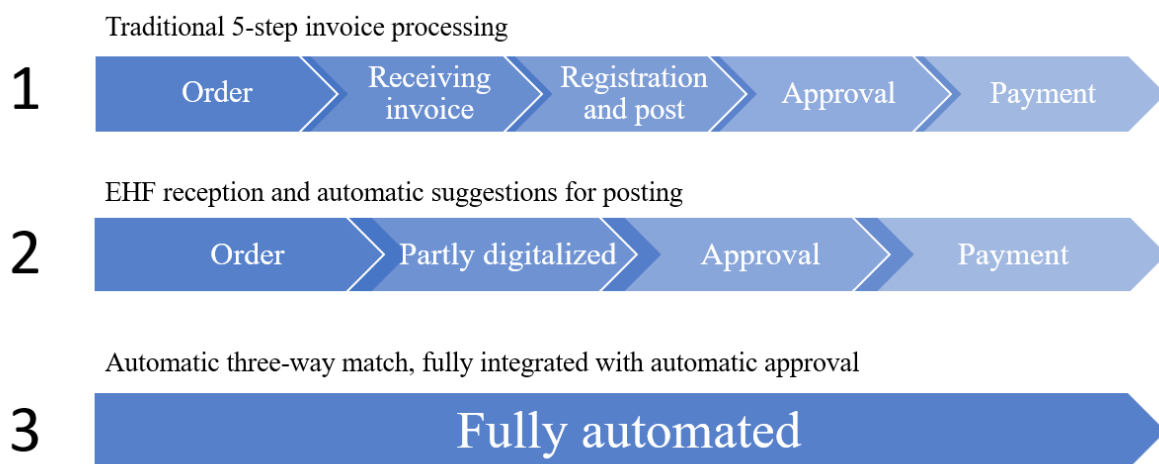 Traditional 5-step invoice processing
1
Order
Receiving
invoice
Registration
and post
Approval
Payment
EHF reception and automatic suggestions for posting
2
Order
Partly digitalized
Approval
Payment
Automatic three-way match, fully integrated with automatic approval
3
Fully automated